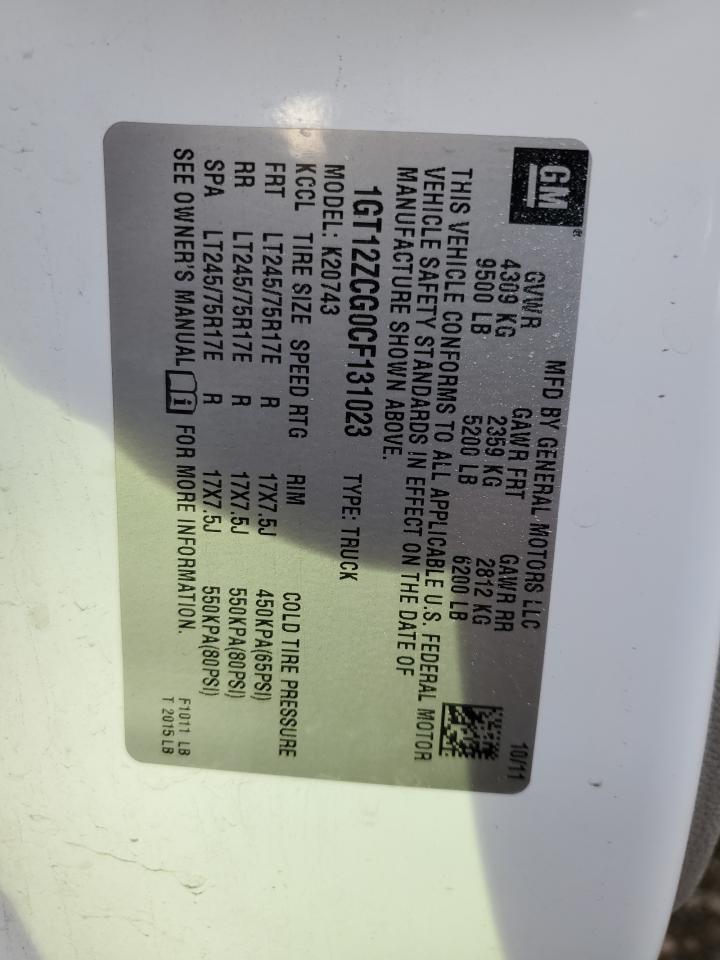 GM
MFD BY GENERAL MOTORS LLC 10/11
GVWR GAWR FRT GAWR RR
4309 KG 2359 KG 2812 KG
9500 LB 5200 LB 6200 LB
THIS VEHICLE CONFORMS TO ALL APPLICABLE U.S. FEDERAL MOTOR
VEHICLE SAFETY STANDARDS IN EFFECT ON THE DATE OF
MANUFACTURE SHOWN ABOVE.
1GT12ZCG0CF131023 TYPE: TRUCK
MODEL: K20743
KCCL TIRE SIZE SPEED RTG RIM COLD TIRE PRESSURE
FRT LT245/75R17E R 17X7.5J 450KPA(65PSI)
RR LT245/75R17E R 17X7.5J 550KPA(80PSI)
SPA LT245/75R17E R 17X7.5J 550KPA(80PSI)
SEE OWNER'S MANUAL FOR MORE INFORMATION.
F1011 LB
T 2015 LB